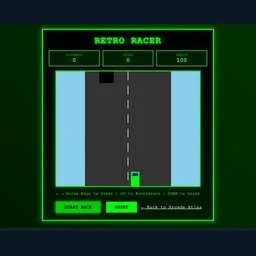 RETRO RACER
0
0
100
← → Arrow Keys to Steer | UP to Accelerate | DOWN to Brake
START RACE
RESET
← Back to Arcade Atlas